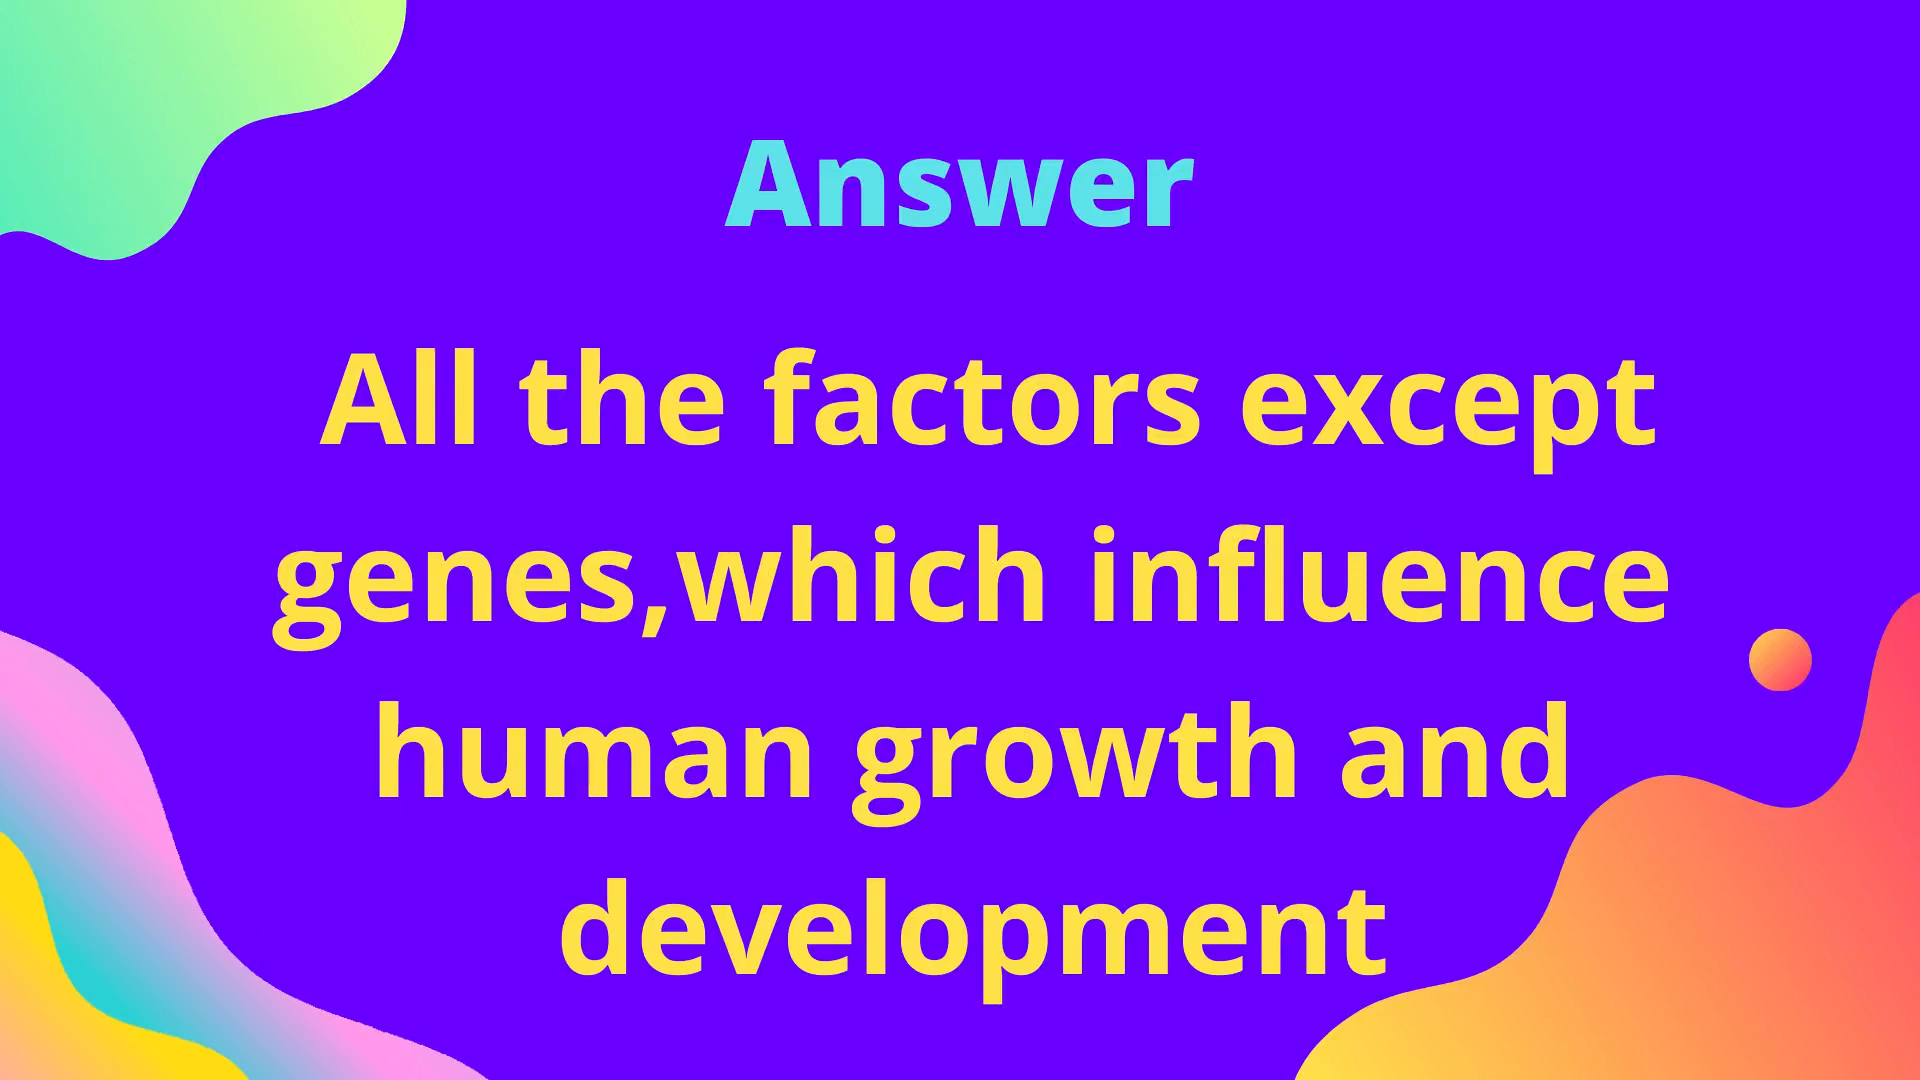 Answer
All the factors except
genes,which influence
human growth and
development